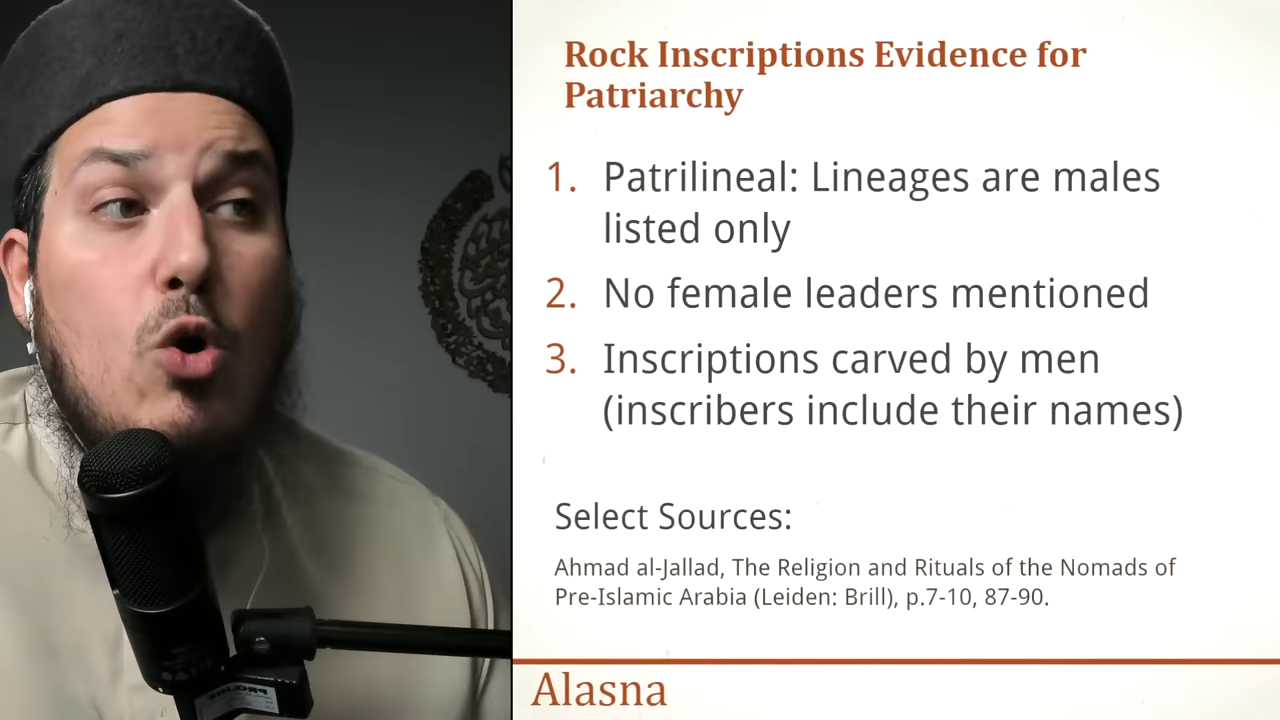 Rock Inscriptions Evidence for
Patriarchy
1. Patrilineal: Lineages are males
listed only
2. No female leaders mentioned
3. Inscriptions carved by men
(inscribers include their names)
Select Sources:
Ahmad al-Jallad, The Religion and Rituals of the Nomads of
Pre-Islamic Arabia (Leiden: Brill), p.7-10, 87-90.
Alasna